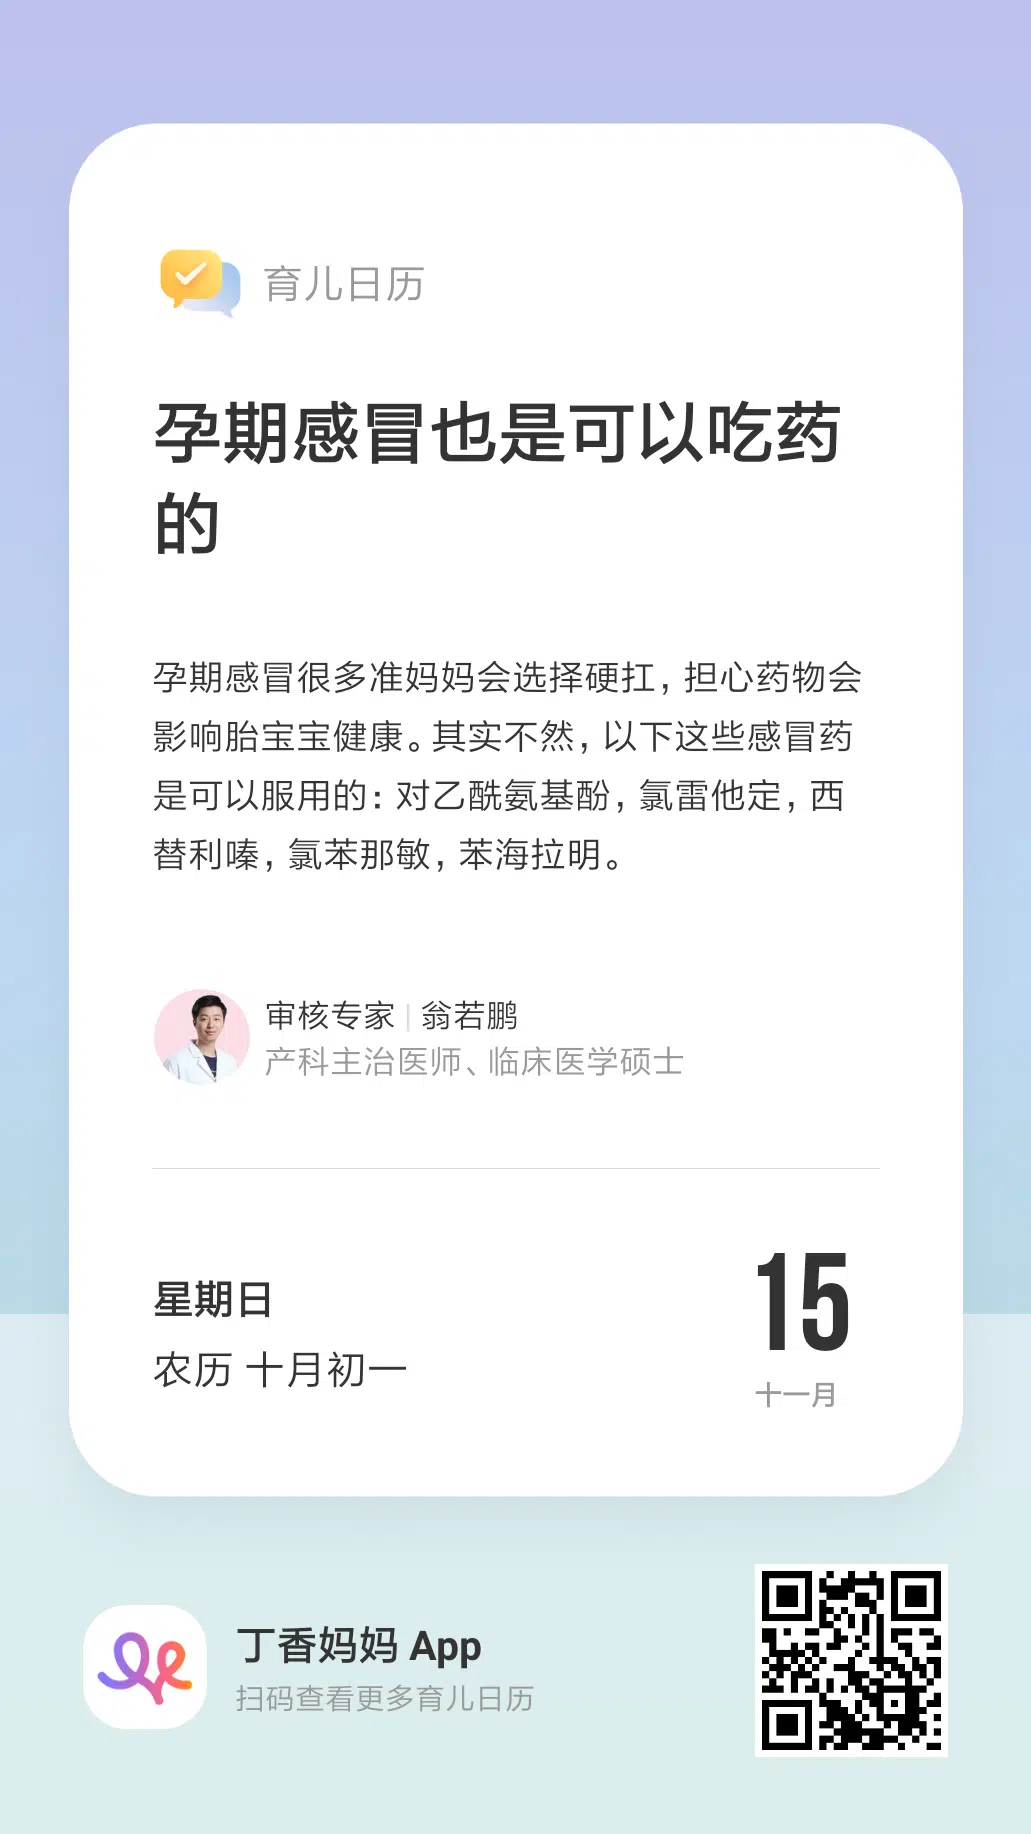 育儿日历
孕期感冒也是可以吃药
的
孕期感冒很多准妈妈会选择硬扛，担心药物会
影响胎宝宝健康。其实不然，以下这些感冒药
是可以服用的：对乙酰氨基酚，氯雷他定，西
替利嗪，氯苯那敏，苯海拉明。
审核专家 | 翁若鹏
产科主治医师、临床医学硕士
星期日
农历 十月初一
15
十一月
丁香妈妈 App
扫码查看更多育儿日历